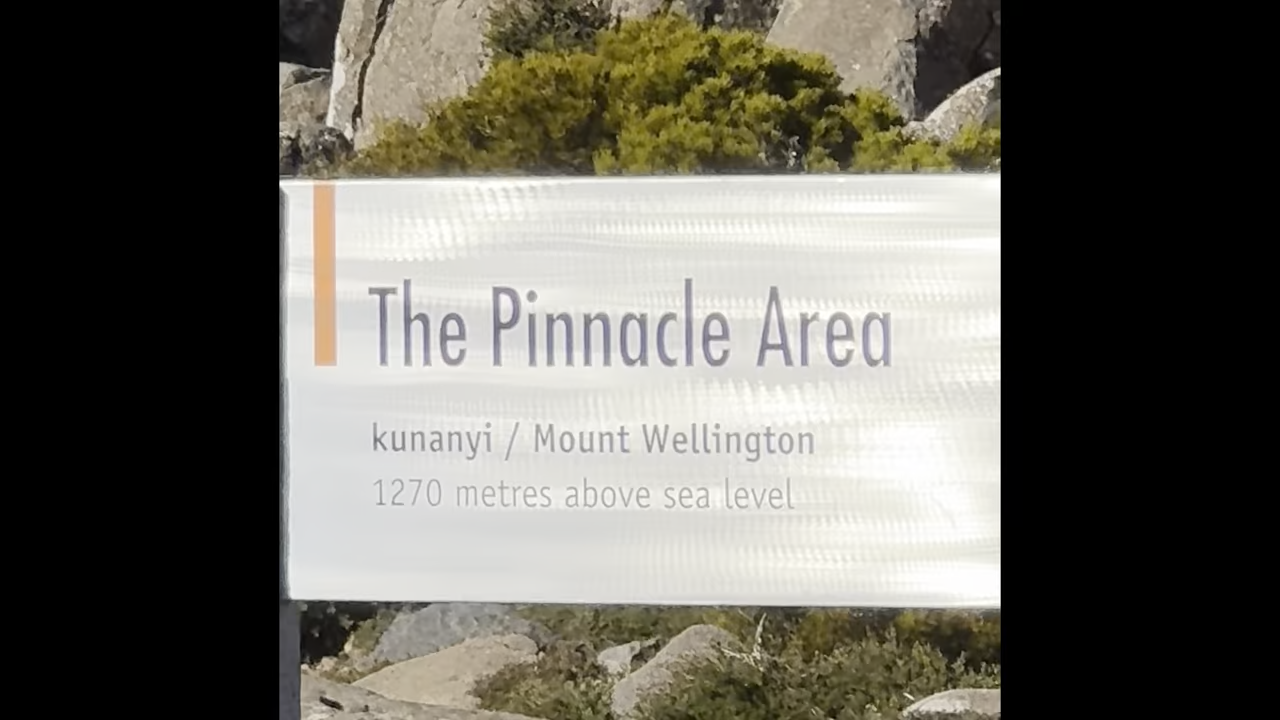 The Pinnacle Area
kunanyi / Mount Wellington
1270 metres above sea level